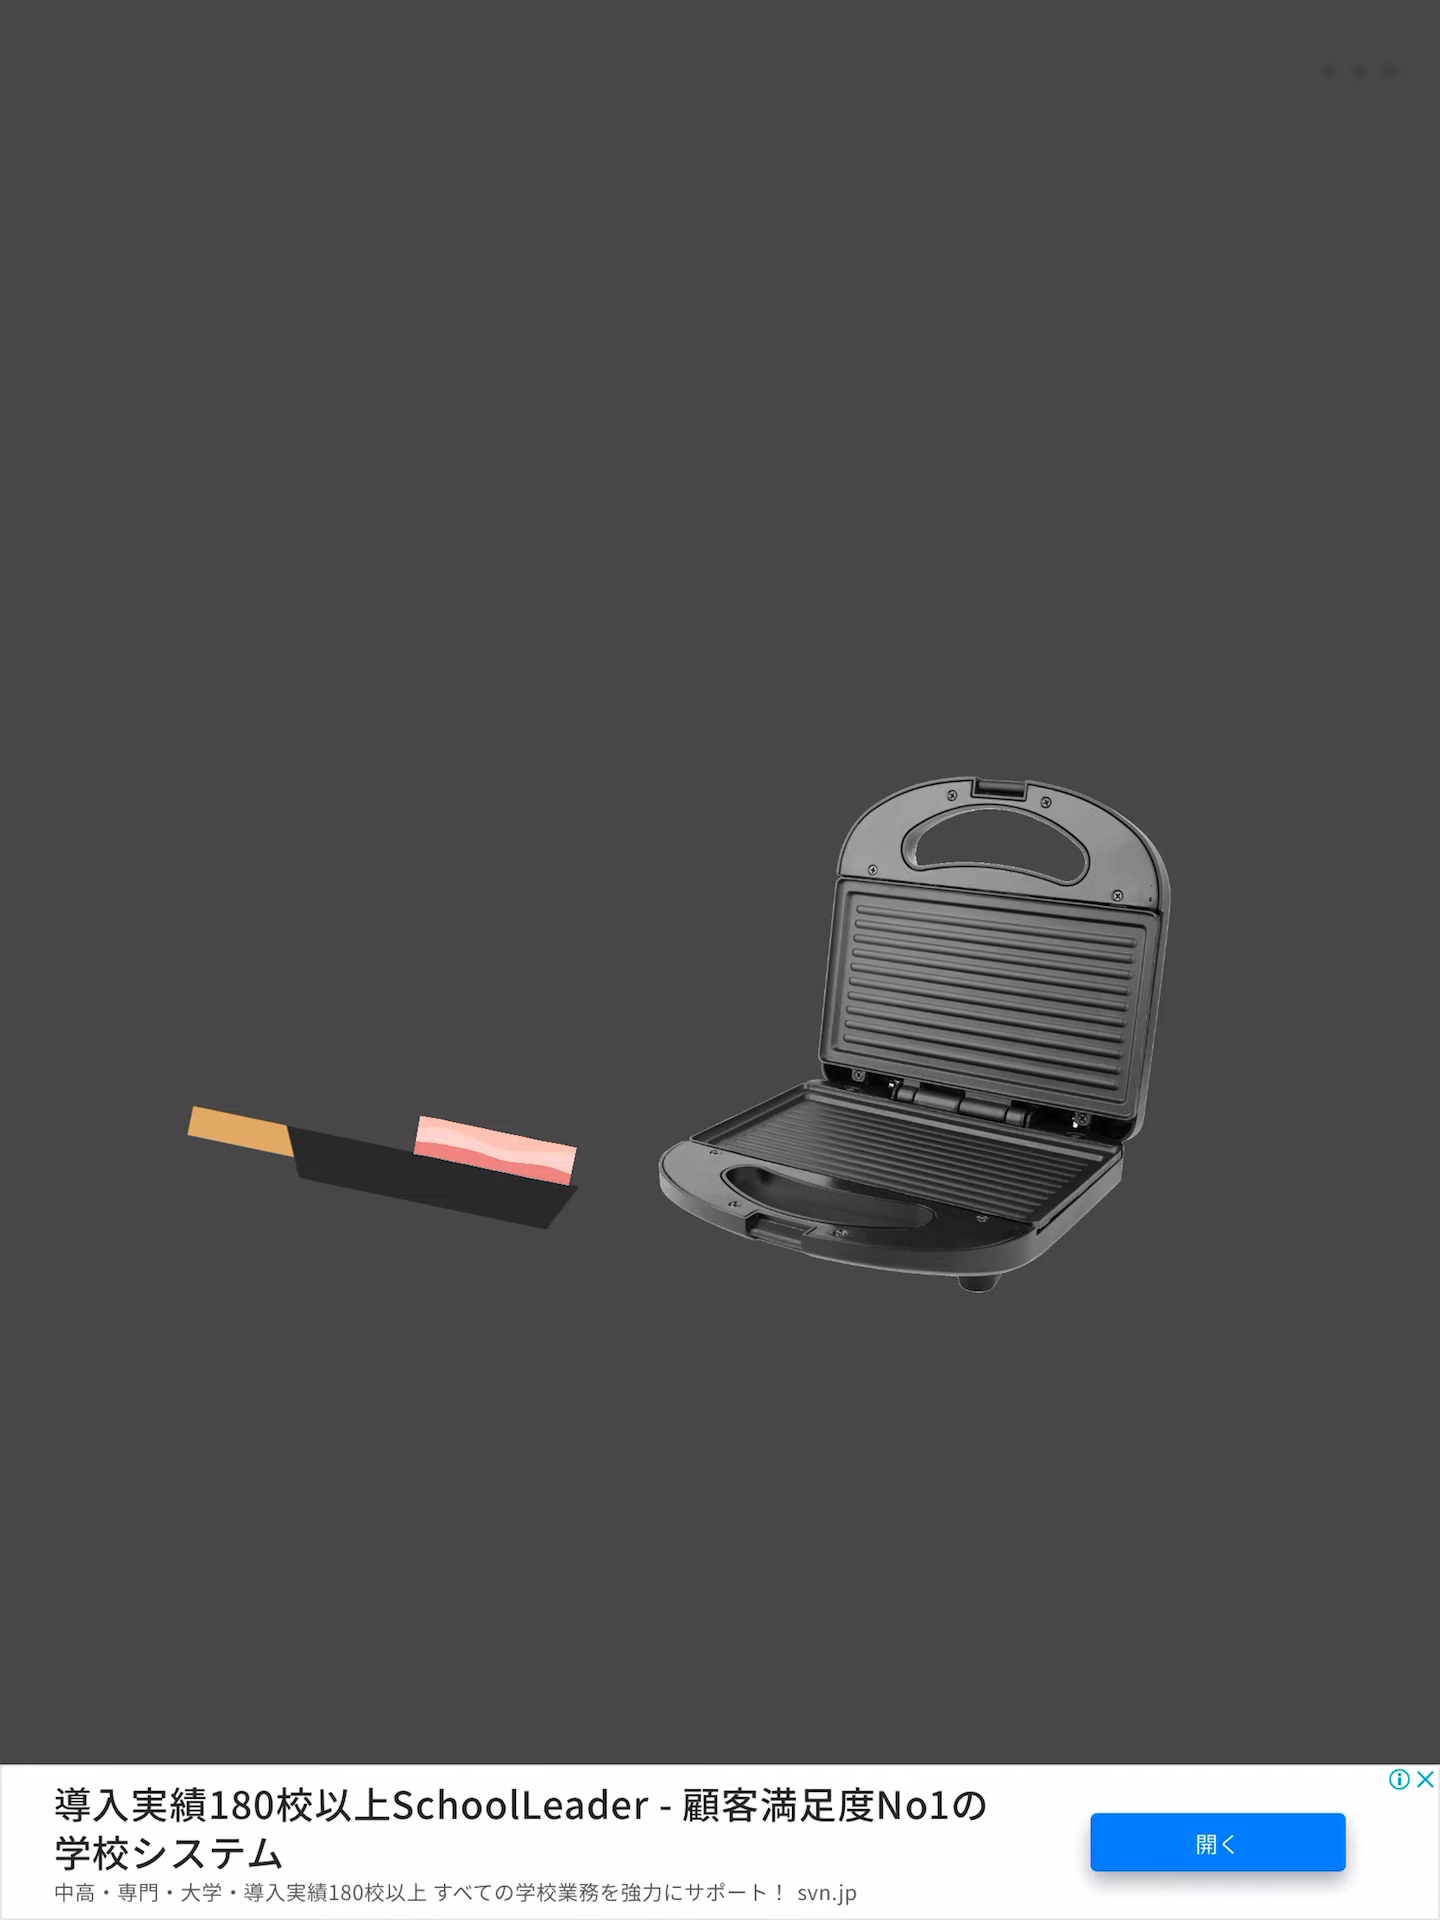 導入実績180校以上SchoolLeader - 顧客満足度No1の
学校システム
中高・専門・大学・導入実績180校以上 すべての学校業務を強力にサポート！ svn.jp
開く